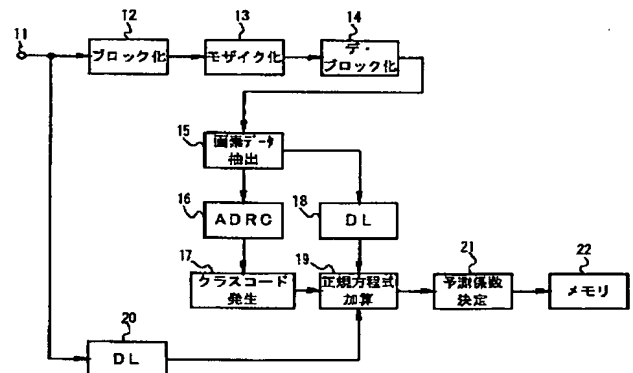 11
12
ブロック化
13
モザイク化
14
デ・
ブロック化
15
画素データ
抽出
16
ADRC
18
DL
17
クラスコード
発生
19
正規方程式
加算
21
予測係数
決定
22
メモリ
20
DL